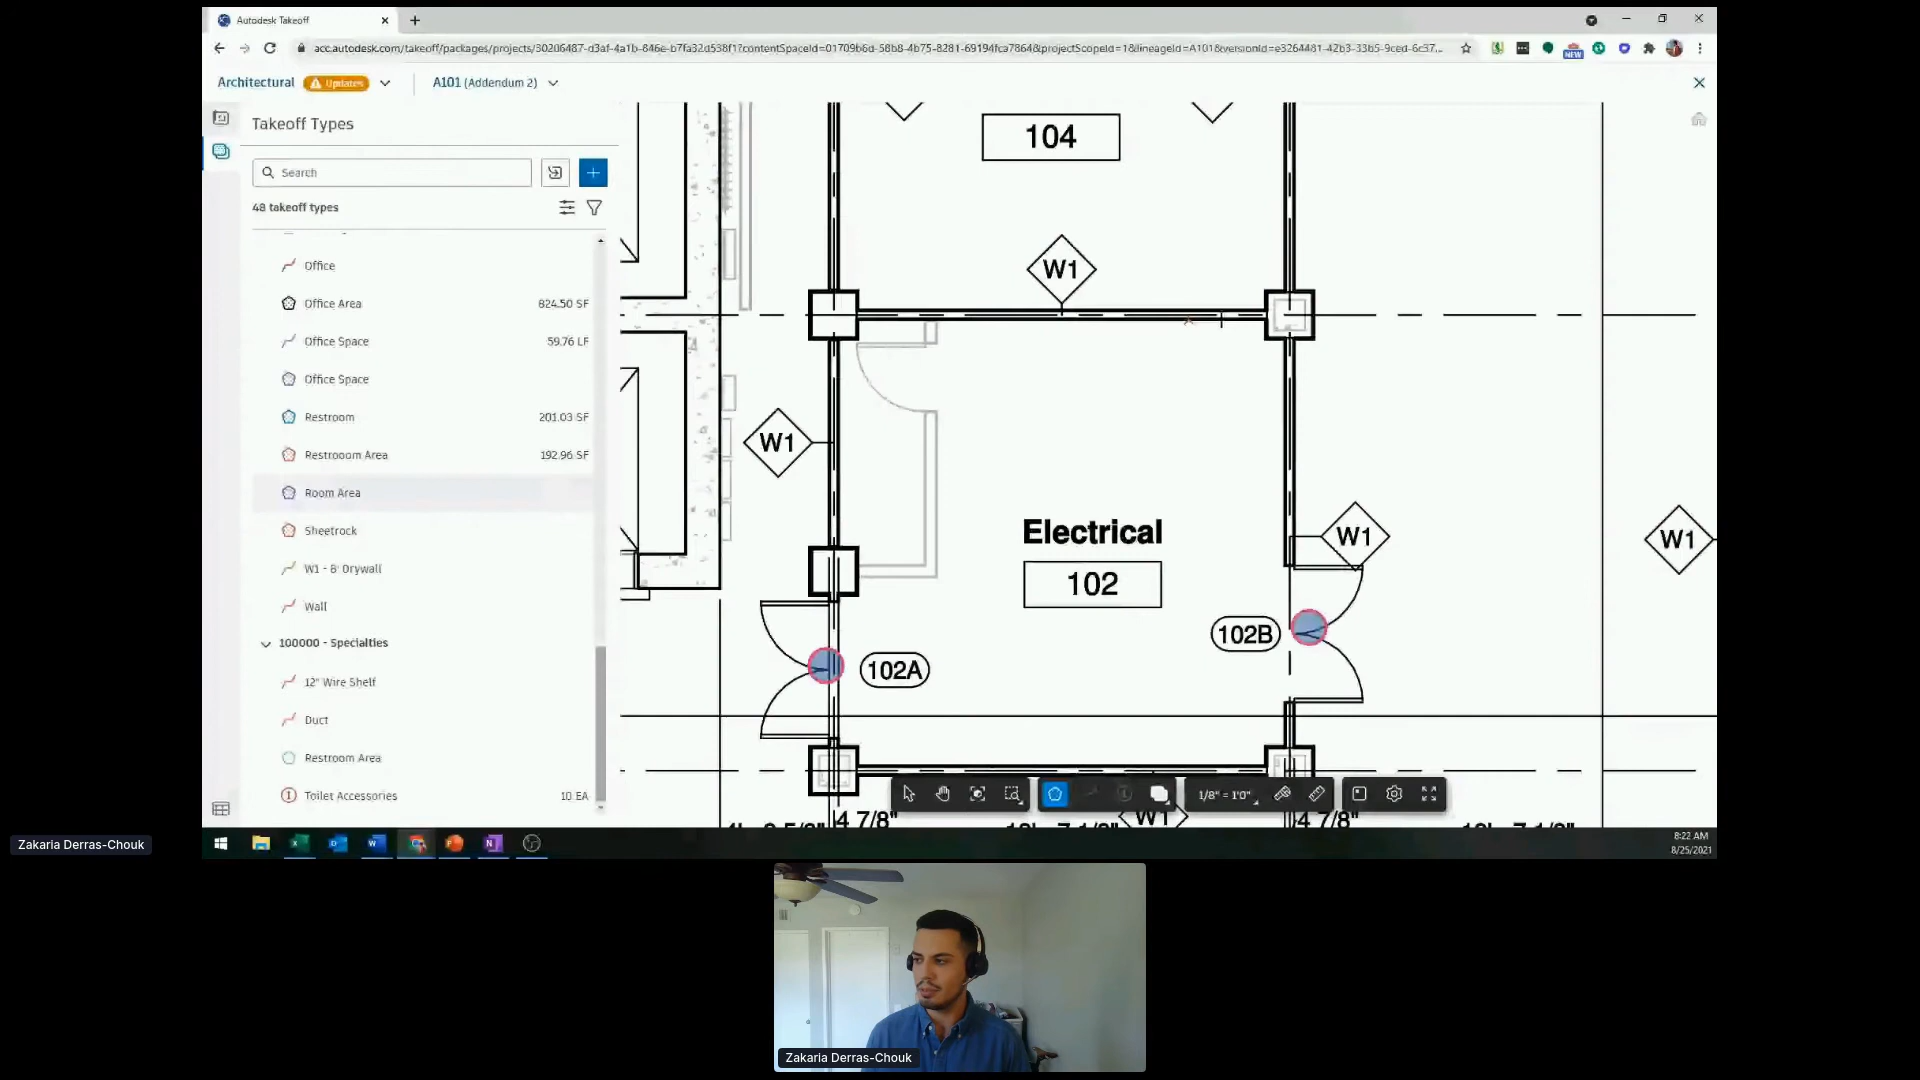 Autodesk Takeoff
acc.autodesk.com/takeoff/packages/projects/30206487-d3af-4a1b-846e-b7fa32d538f1?contentSpaceId=01709b6d-58b8-4b75-8281-69194fca7864&projectScopeId=1&lineageId=A101&versionId=e3264481-42b3-33b5-9ced-6c37...
NEW
Architectural Updates A101 (Addendum 2)
Takeoff Types
Search
48 takeoff types
Office
Office Area 824.50 SF
Office Space 59.76 LF
Office Space
Restroom 201.03 SF
Restrooom Area 192.96 SF
Room Area
Sheetrock
W1 - 8' Drywall
Wall
100000 - Specialties
12" Wire Shelf
Duct
Restroom Area
Toilet Accessories 10 EA
104
W1
W1
Electrical
102
W1
W1
102B
102A
1/8" = 1'0"
W1
4 7/8"
4 7/8"
8:22 AM
8/25/2021
Zakaria Derras-Chouk
Zakaria Derras-Chouk